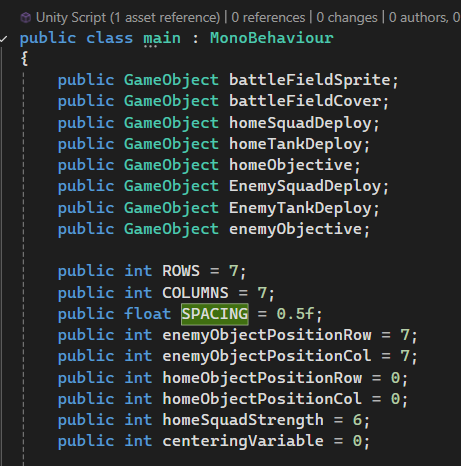 Unity Script (1 asset reference) | 0 references | 0 changes | 0 authors, 0
public class main : MonoBehaviour
{
public GameObject battleFieldSprite;
public GameObject battleFieldCover;
public GameObject homeSquadDeploy;
public GameObject homeTankDeploy;
public GameObject homeObjective;
public GameObject EnemySquadDeploy;
public GameObject EnemyTankDeploy;
public GameObject enemyObjective;
public int ROWS = 7;
public int COLUMNS = 7;
public float SPACING = 0.5f;
public int enemyObjectPositionRow = 7;
public int enemyObjectPositionCol = 7;
public int homeObjectPositionRow = 0;
public int homeObjectPositionCol = 0;
public int homeSquadStrength = 6;
public int centeringVariable = 0;